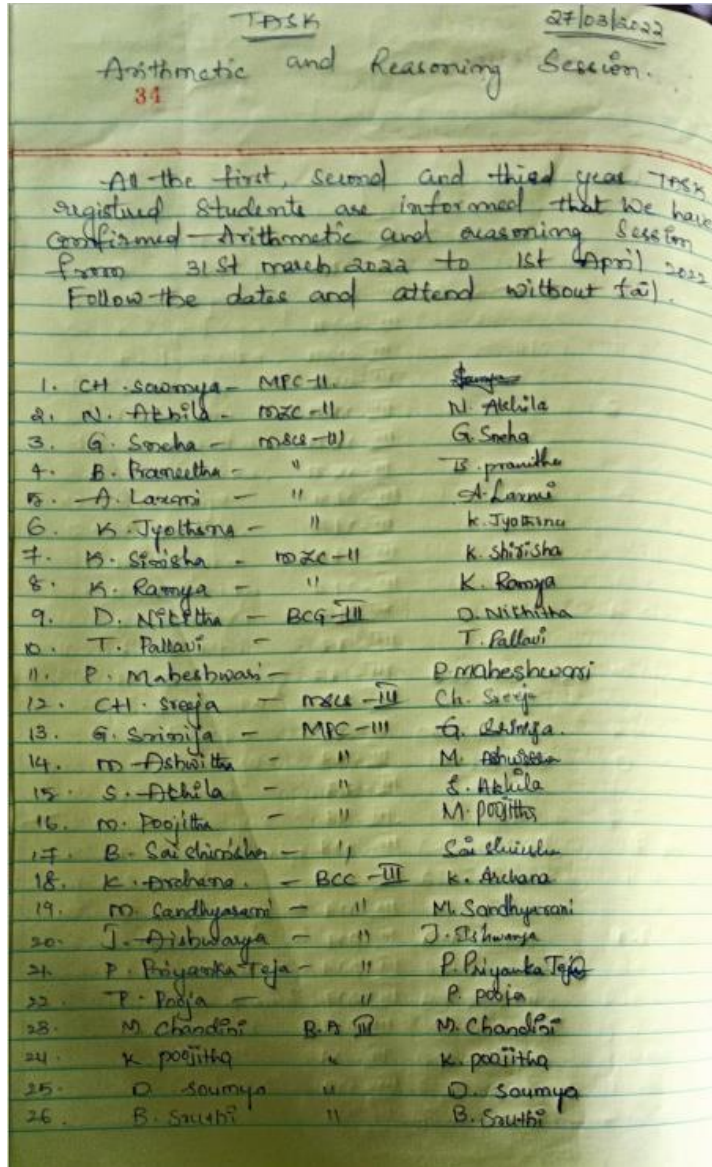 TASK 27/03/2022
Arithmetic and Reasoning Session.
34
All the first, second and third year TASK
registred students are informed that we have
confirmed Arithmetic and reasoning Session
from 31st march 2022 to 1st April 2022
Follow the dates and attend without fail.
1. CH. Sowmya - MPC-II.
2. N. Akhila - MZC-II N. Akhila
3. G. Sneha - mscs-III G. Sneha
4. B. Praneetha - " B. pranitha
5. A. Laxmi - " A. Laxmi
6. K. Jyothsna - " K. Jyothsna
7. K. Sirisha - MZC-II K. Shirisha
8. K. Ramya - " K. Ramya
9. D. Nikitha - BCG-III D. Nikhitha
10. T. Pallavi - T. Pallavi
11. P. Maheshwari - P. maheshwari
12. CH. Sreeja - mscs-III Ch. Sreeja
13. G. Srinija - MPC-III G. Srinija.
14. M. Ashwitha - " M. Ashwitha
15. S. Akhila - " S. Akhila
16. M. Poojitha - " M. Poojitha
17. B. Sai - " Sai
18. K. Archana. - BCC-III K. Archana
19. M. Sandhyarani - " M. Sandhyarani
20. J. Aishwarya - " J. Ishwarya
21. P. Priyanka Teja - " P. Priyanka Teja
22. P. Pooja - " P. pooja
23. M. Chandini B.A III M. Chandini
24. K poojitha " K. poojitha
25. D. Soumya " D. Soumya
26. B. Sruthi " B. Sruthi